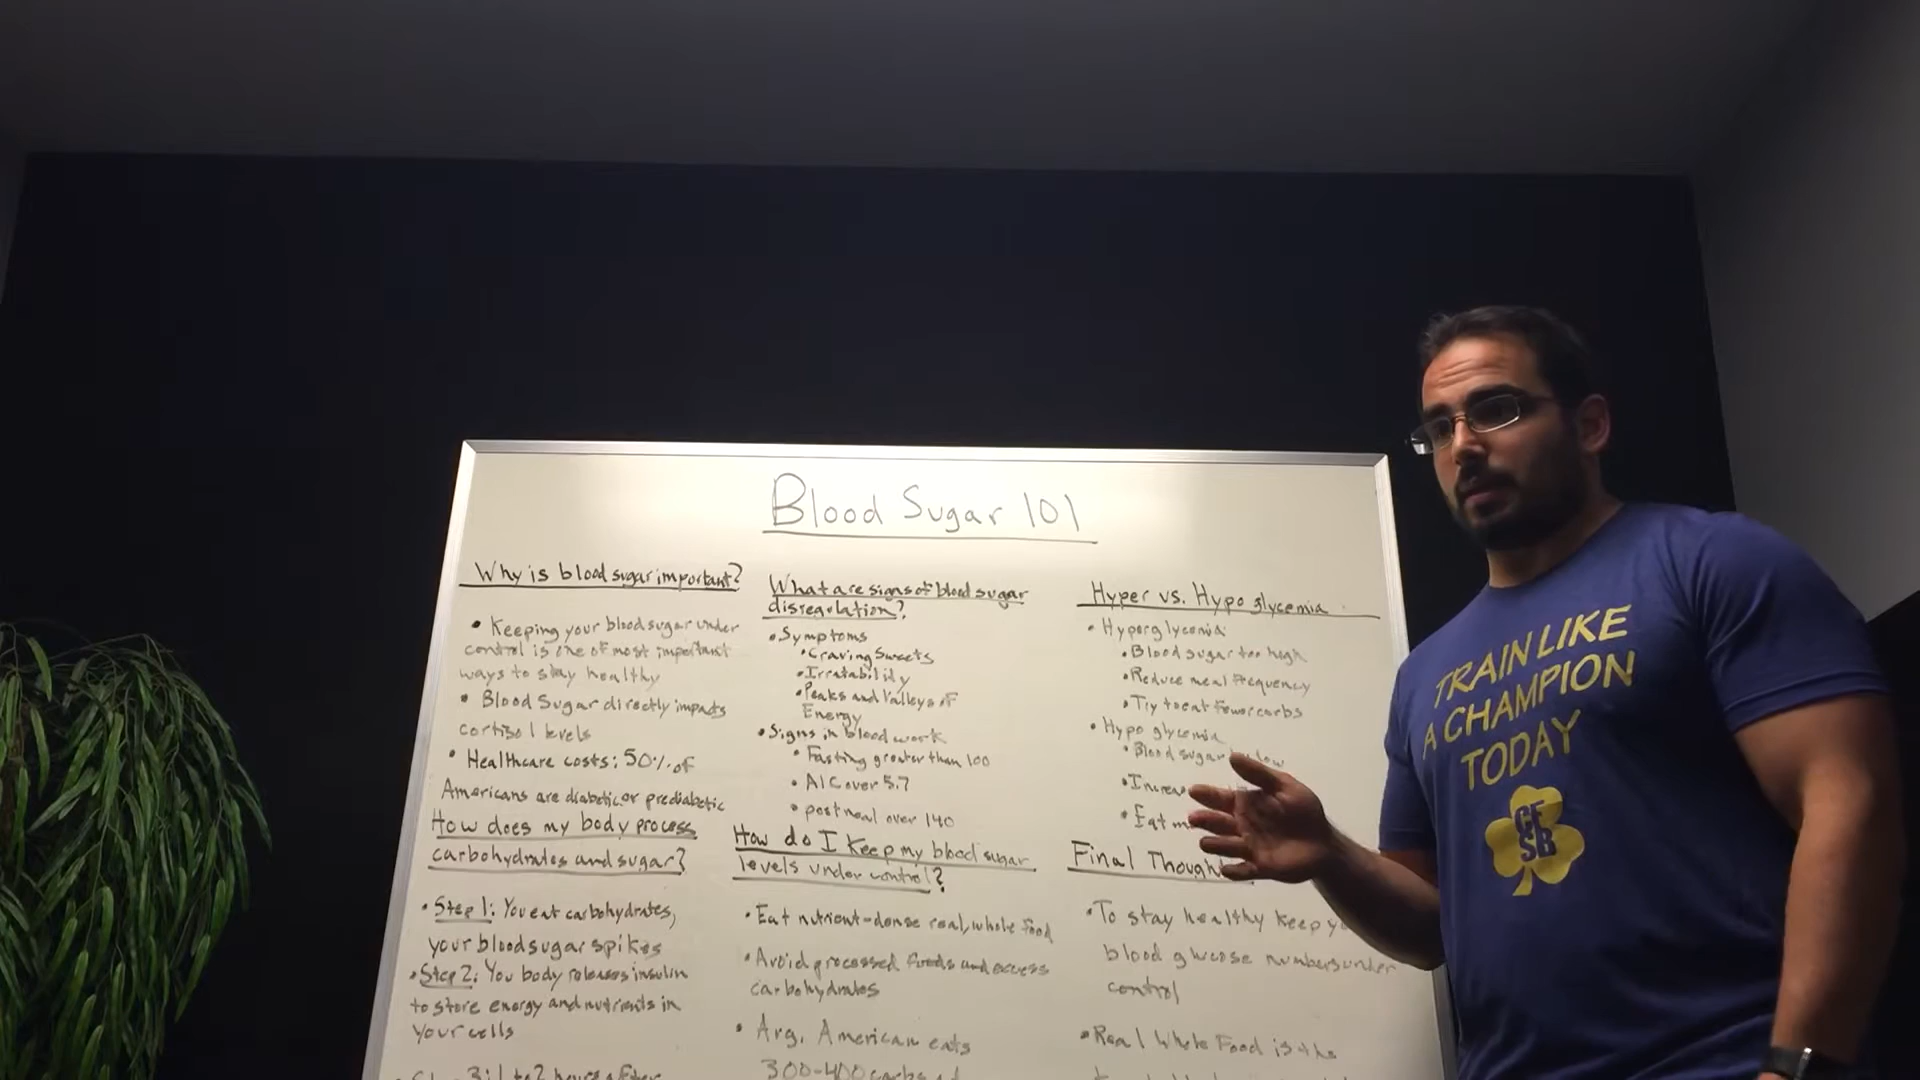 Blood Sugar 101
Why is blood sugar important?
• Keeping your blood sugar under
control is one of most important
ways to stay healthy
• Blood Sugar directly impacts
cortisol levels
• Healthcare costs: 50% of
Americans are diabetic or prediabetic
How does my body process
carbohydrates and sugar?
• Step 1: You eat carbohydrates,
your blood sugar spikes
• Step 2: You body releases insulin
to store energy and nutrients in
your cells
What are signs of blood sugar
disregulation?
• Symptoms
• Craving Sweets
• Irratability
• Peaks and Valleys of
Energy
• Signs in blood work
• Fasting greater than 100
• A1C over 5.7
• post meal over 140
How do I Keep my blood sugar
levels under control?
• Eat nutrient-dense real, whole food
• Avoid processed foods and excess
carbohydrates
• Avg. American eats
300-400 carbs
Hyper vs. Hypoglycemia
• Hyperglycemia
• Blood sugar too high
• Reduce meal frequency
• Try to eat fewer carbs
• Hypoglycemia
• Blood sugar low
• Eat
Final
• To stay healthy keep
blood glucose numbers under
control
• Real Whole Food is the
TRAIN LIKE
A CHAMPION
TODAY
CF
SB